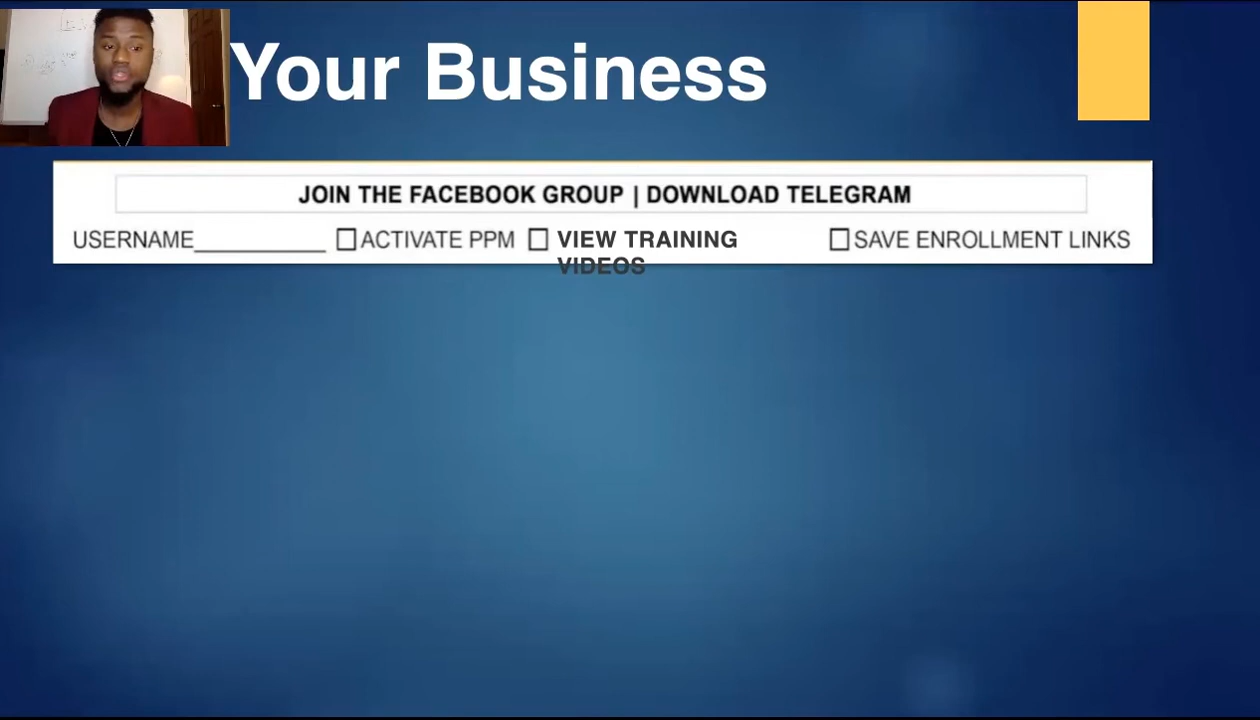 Your Business
JOIN THE FACEBOOK GROUP | DOWNLOAD TELEGRAM
USERNAME___________ ☐ ACTIVATE PPM ☐ VIEW TRAINING ☐ SAVE ENROLLMENT LINKS
VIDEOS